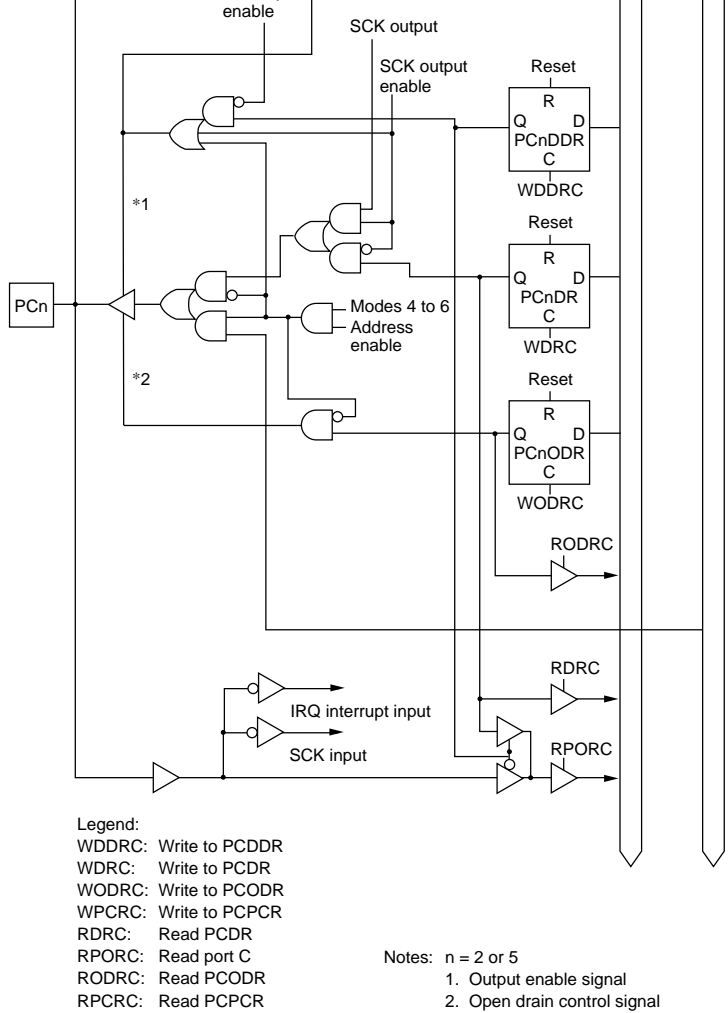 enable
SCK output
SCK output
enable
Reset
R
Q D
PCnDDR
C
WDDRC
*1
Reset
R
Q D
PCnDR
C
WDRC
PCn
Modes 4 to 6
Address
enable
*2
Reset
R
Q D
PCnODR
C
WODRC
RODRC
RDRC
IRQ interrupt input
SCK input
RPORC
Legend:
WDDRC: Write to PCDDR
WDRC: Write to PCDR
WODRC: Write to PCODR
WPCRC: Write to PCPCR
RDRC: Read PCDR
RPORC: Read port C
RODRC: Read PCODR
RPCRC: Read PCPCR
Notes: n = 2 or 5
1. Output enable signal
2. Open drain control signal